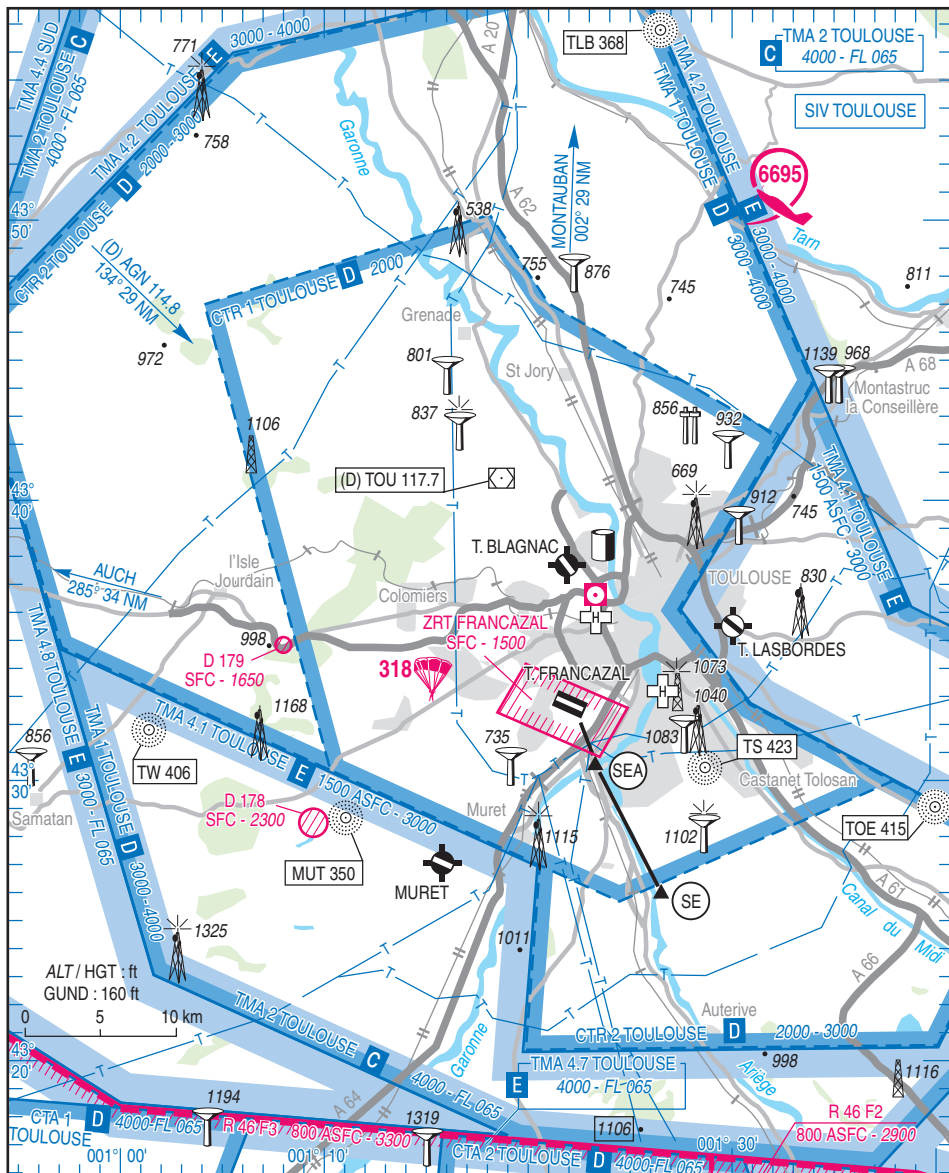 771
3000 - 4000
E
A 20
TLB 368
C
TMA 2 TOULOUSE
4000 - FL 065
SIV TOULOUSE
TMA 4.4 SUD
C
TMA 2 TOULOUSE
4000 - FL 065
TMA 4.2 TOULOUSE
758
D
2000 - 3000
CTR 2 TOULOUSE
Garonne
MONTAUBAN
002° 29 NM
TMA 4.2 TOULOUSE
TMA 1 TOULOUSE
D
E
3000-4000
3000-4000
6695
Tarn
43°
50'
538
A 62
(D) AGN 114.8
134° 29 NM
CTR 1 TOULOUSE
D
2000
755
876
745
811
Grenade
972
801
St Jory
1139
968
A 68
Montastruc
la Conseillère
837
856
932
1106
(D) TOU 117.7
669
912
745
43°
40'
TMA 4.1 TOULOUSE
1500 ASFC - 3000
E
T. BLAGNAC
AUCH
285° 34 NM
l'Isle
Jourdain
Colomiers
TOULOUSE
830
H
ZRT FRANCAZAL
SFC - 1500
T. LASBORDES
998
D 179
SFC - 1650
318
T. FRANCAZAL
1073
H
1040
TMA 4.8 TOULOUSE
E
3000-FL 065
TMA 1 TOULOUSE
D
3000-4000
1168
TMA 4.1 TOULOUSE
E
1500 ASFC - 3000
856
TW 406
735
1083
SEA
TS 423
43°
30'
Samatan
Castanet Tolosan
D 178
SFC - 2300
Muret
MUT 350
1115
1102
TOE 415
MURET
SE
A 61
Canal du Midi
1325
1011
A 66
ALT / HGT : ft
GUND : 160 ft
0
5
10 km
TMA 2 TOULOUSE
C
4000 - FL 065
Auterive
CTR 2 TOULOUSE
D
2000 - 3000
998
43°
20'
Garonne
Ariège
E
TMA 4.7 TOULOUSE
4000 - FL 065
1116
1194
A 64
CTA 1
TOULOUSE
D
4000-FL 065
R 46 F3
800 ASFC - 3300
1319
1106
R 46 F2
800 ASFC - 2900
CTA 2 TOULOUSE
D
4000-FL 065
001° 00'
001° 10'
001° 30'